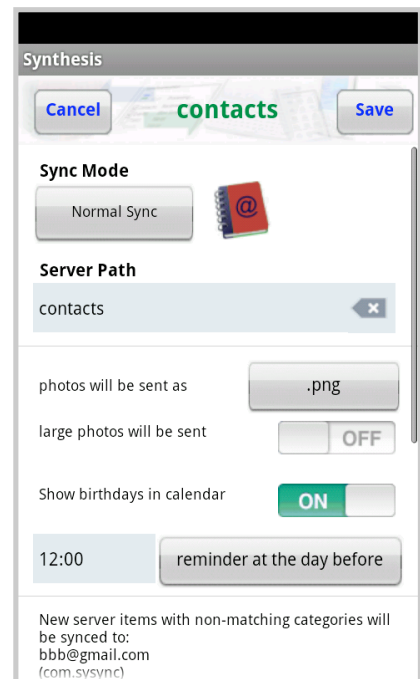 Synthesis
Cancel
contacts
Save
Sync Mode
Normal Sync
@
Server Path
contacts
photos will be sent as
.png
large photos will be sent
OFF
Show birthdays in calendar
ON
12:00
reminder at the day before
New server items with non-matching categories will
be synced to:
bbb@gmail.com
(com.sysync)